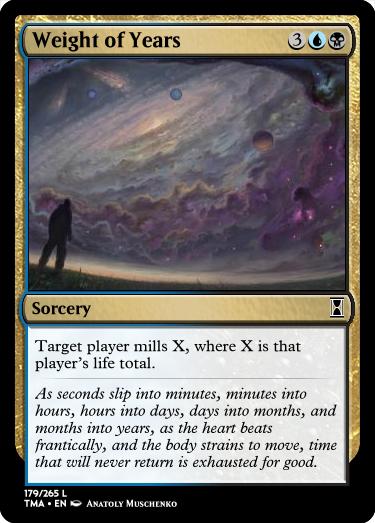 Weight of Years 3
Sorcery
Target player mills X, where X is that
player's life total.
As seconds slip into minutes, minutes into
hours, hours into days, days into months, and
months into years, as the heart beats
frantically, and the body strains to move, time
that will never return is exhausted for good.
179/265 L
TMA • EN Anatoly Muschenko